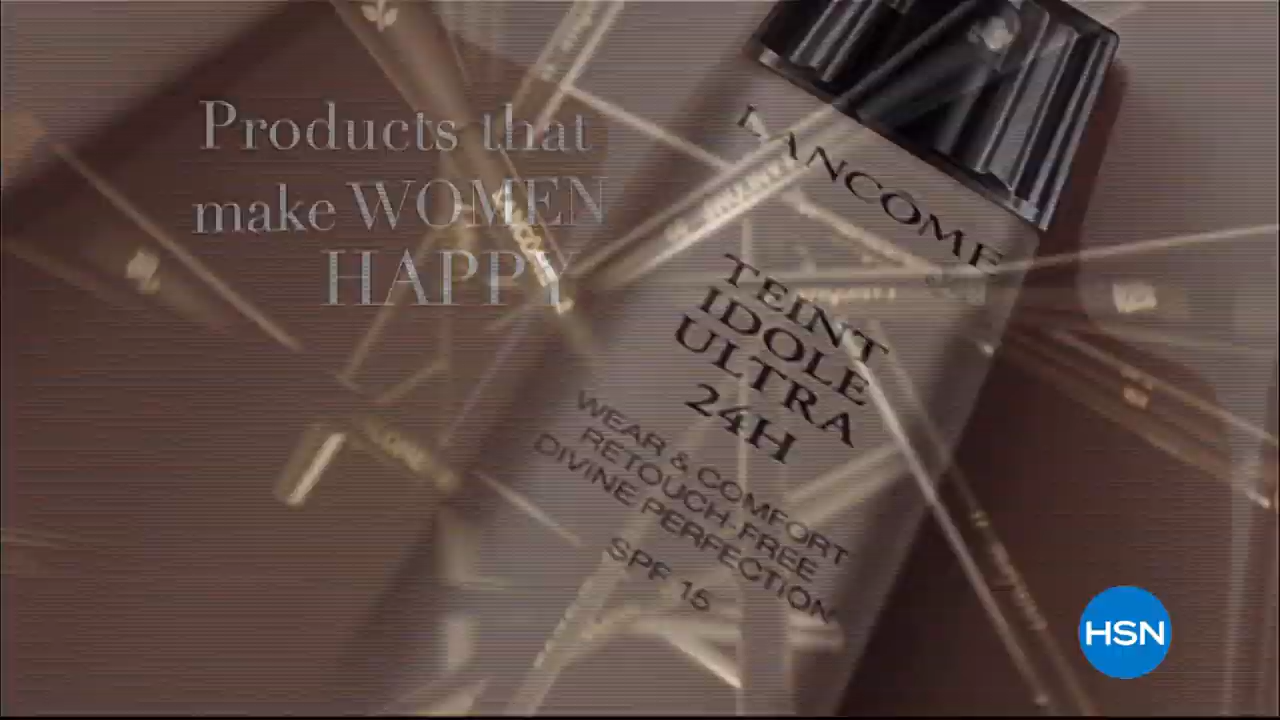 Products that
make WOMEN
HAPPY
LANCOME
TEINT
IDOLE
ULTRA
24H
WEAR & COMFORT
RETOUCH-FREE
DIVINE PERFECTION
SPF 15
HSN